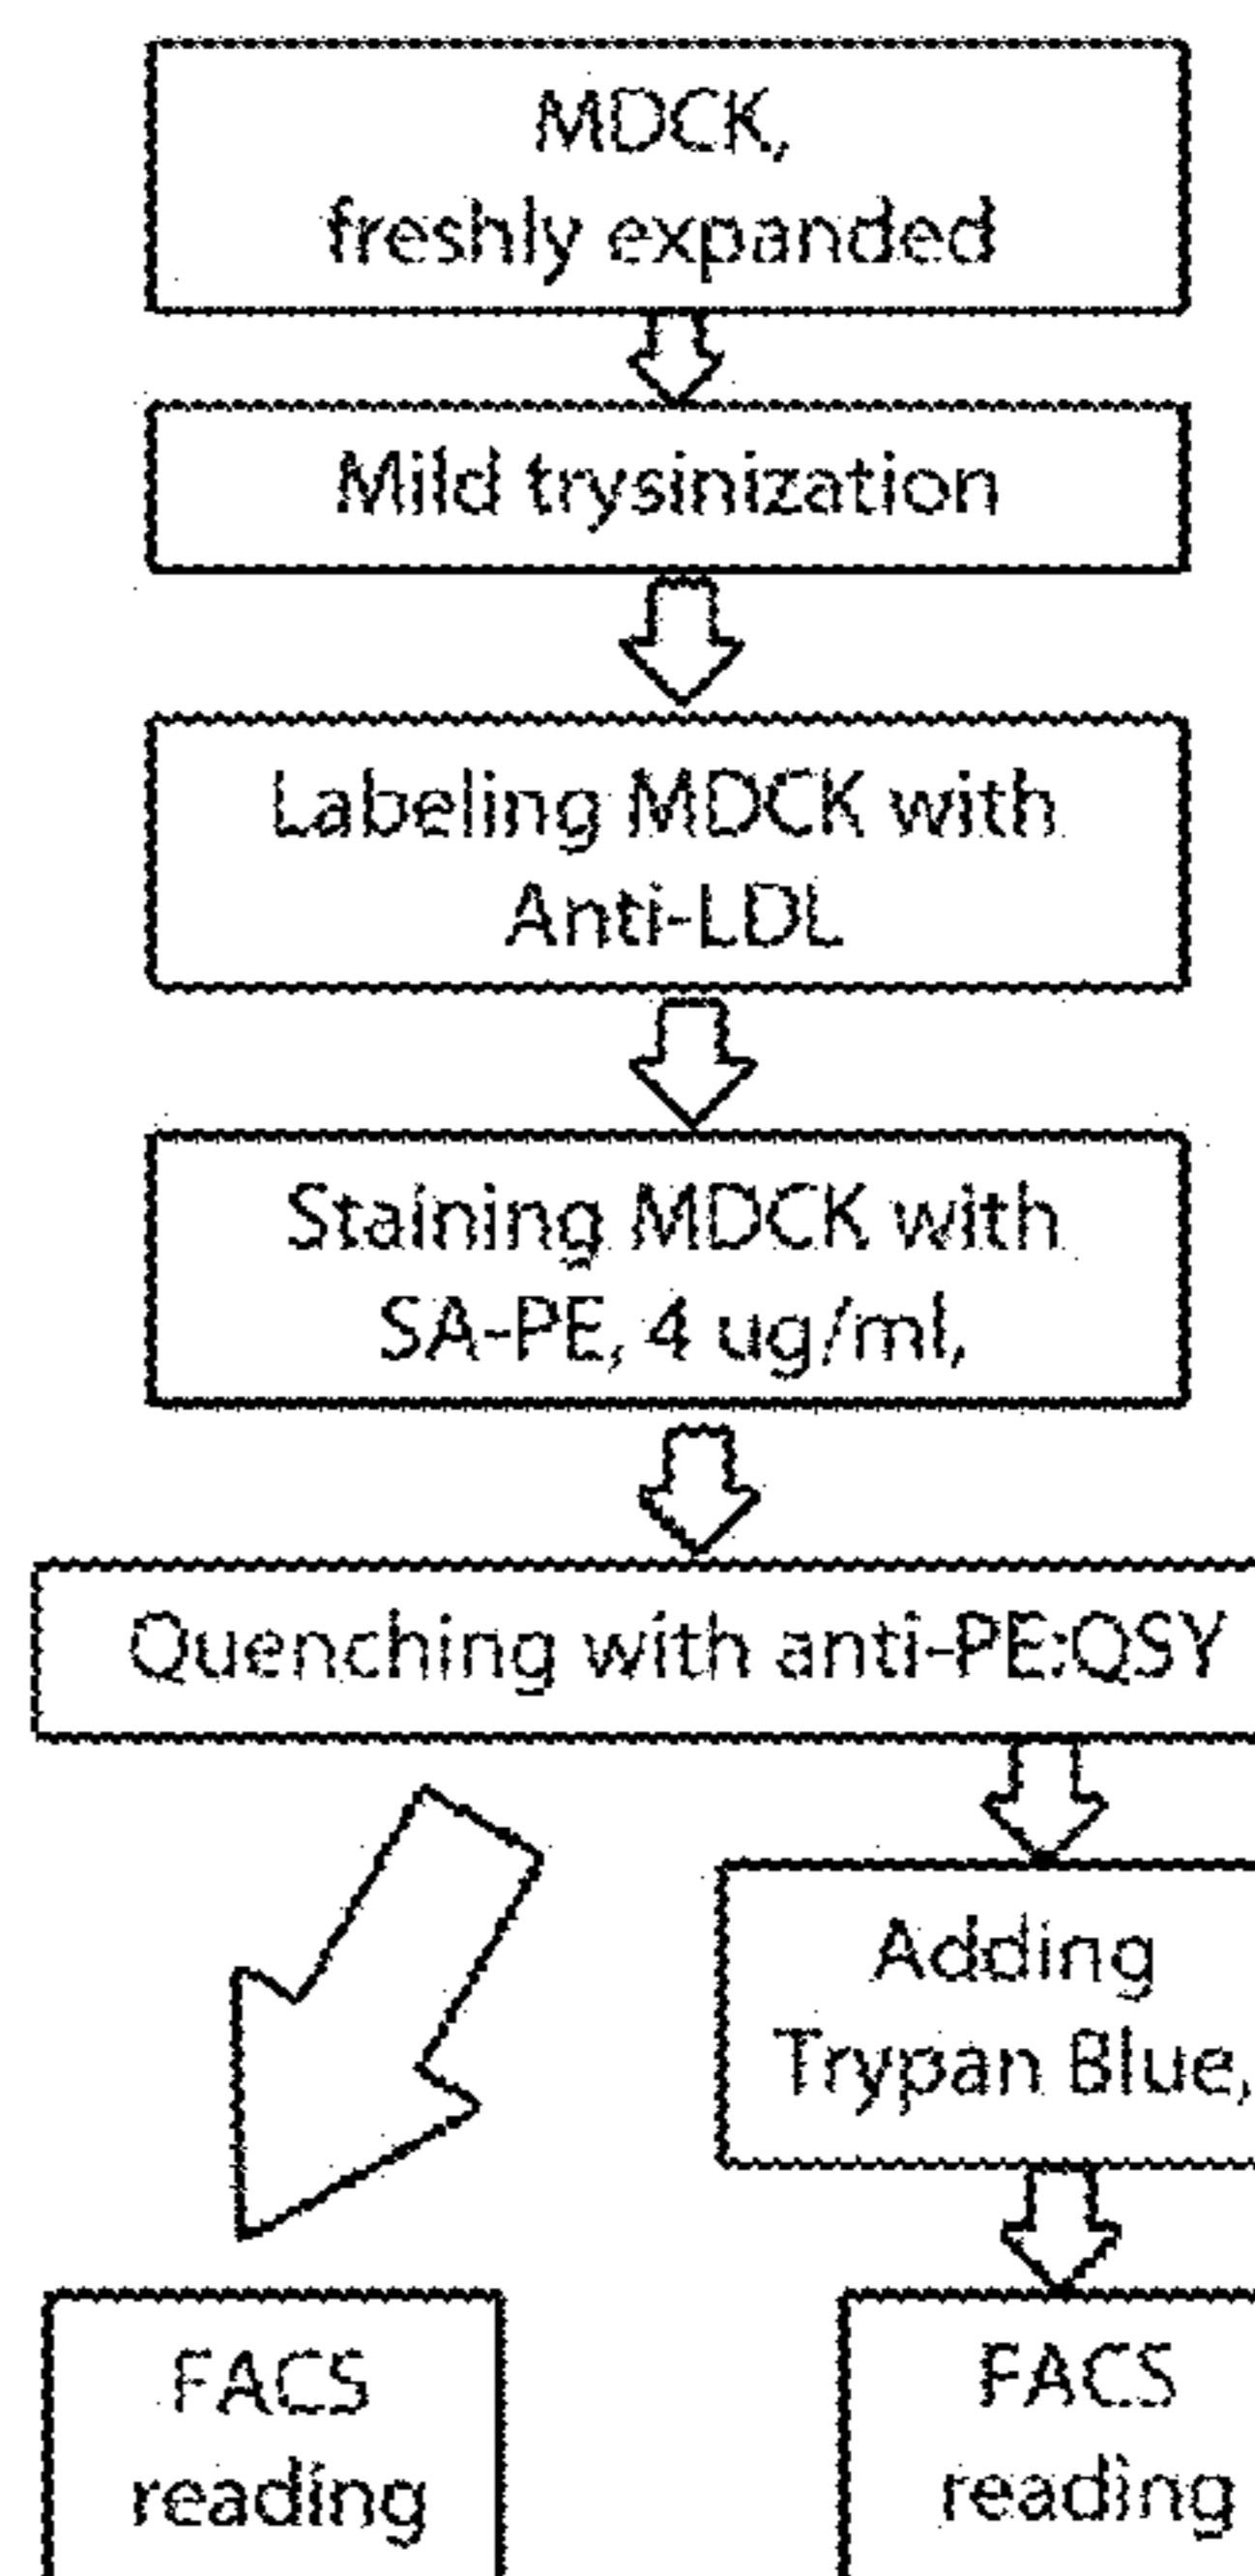 MDCK,
freshly expanded
Mild trysinization
Labeling MDCK with
Anti-LDL
Staining MDCK with
SA-PE, 4 ug/ml,
Quenching with anti-PE:QSY
Adding
Trypan Blue,
FACS
reading
FACS
reading